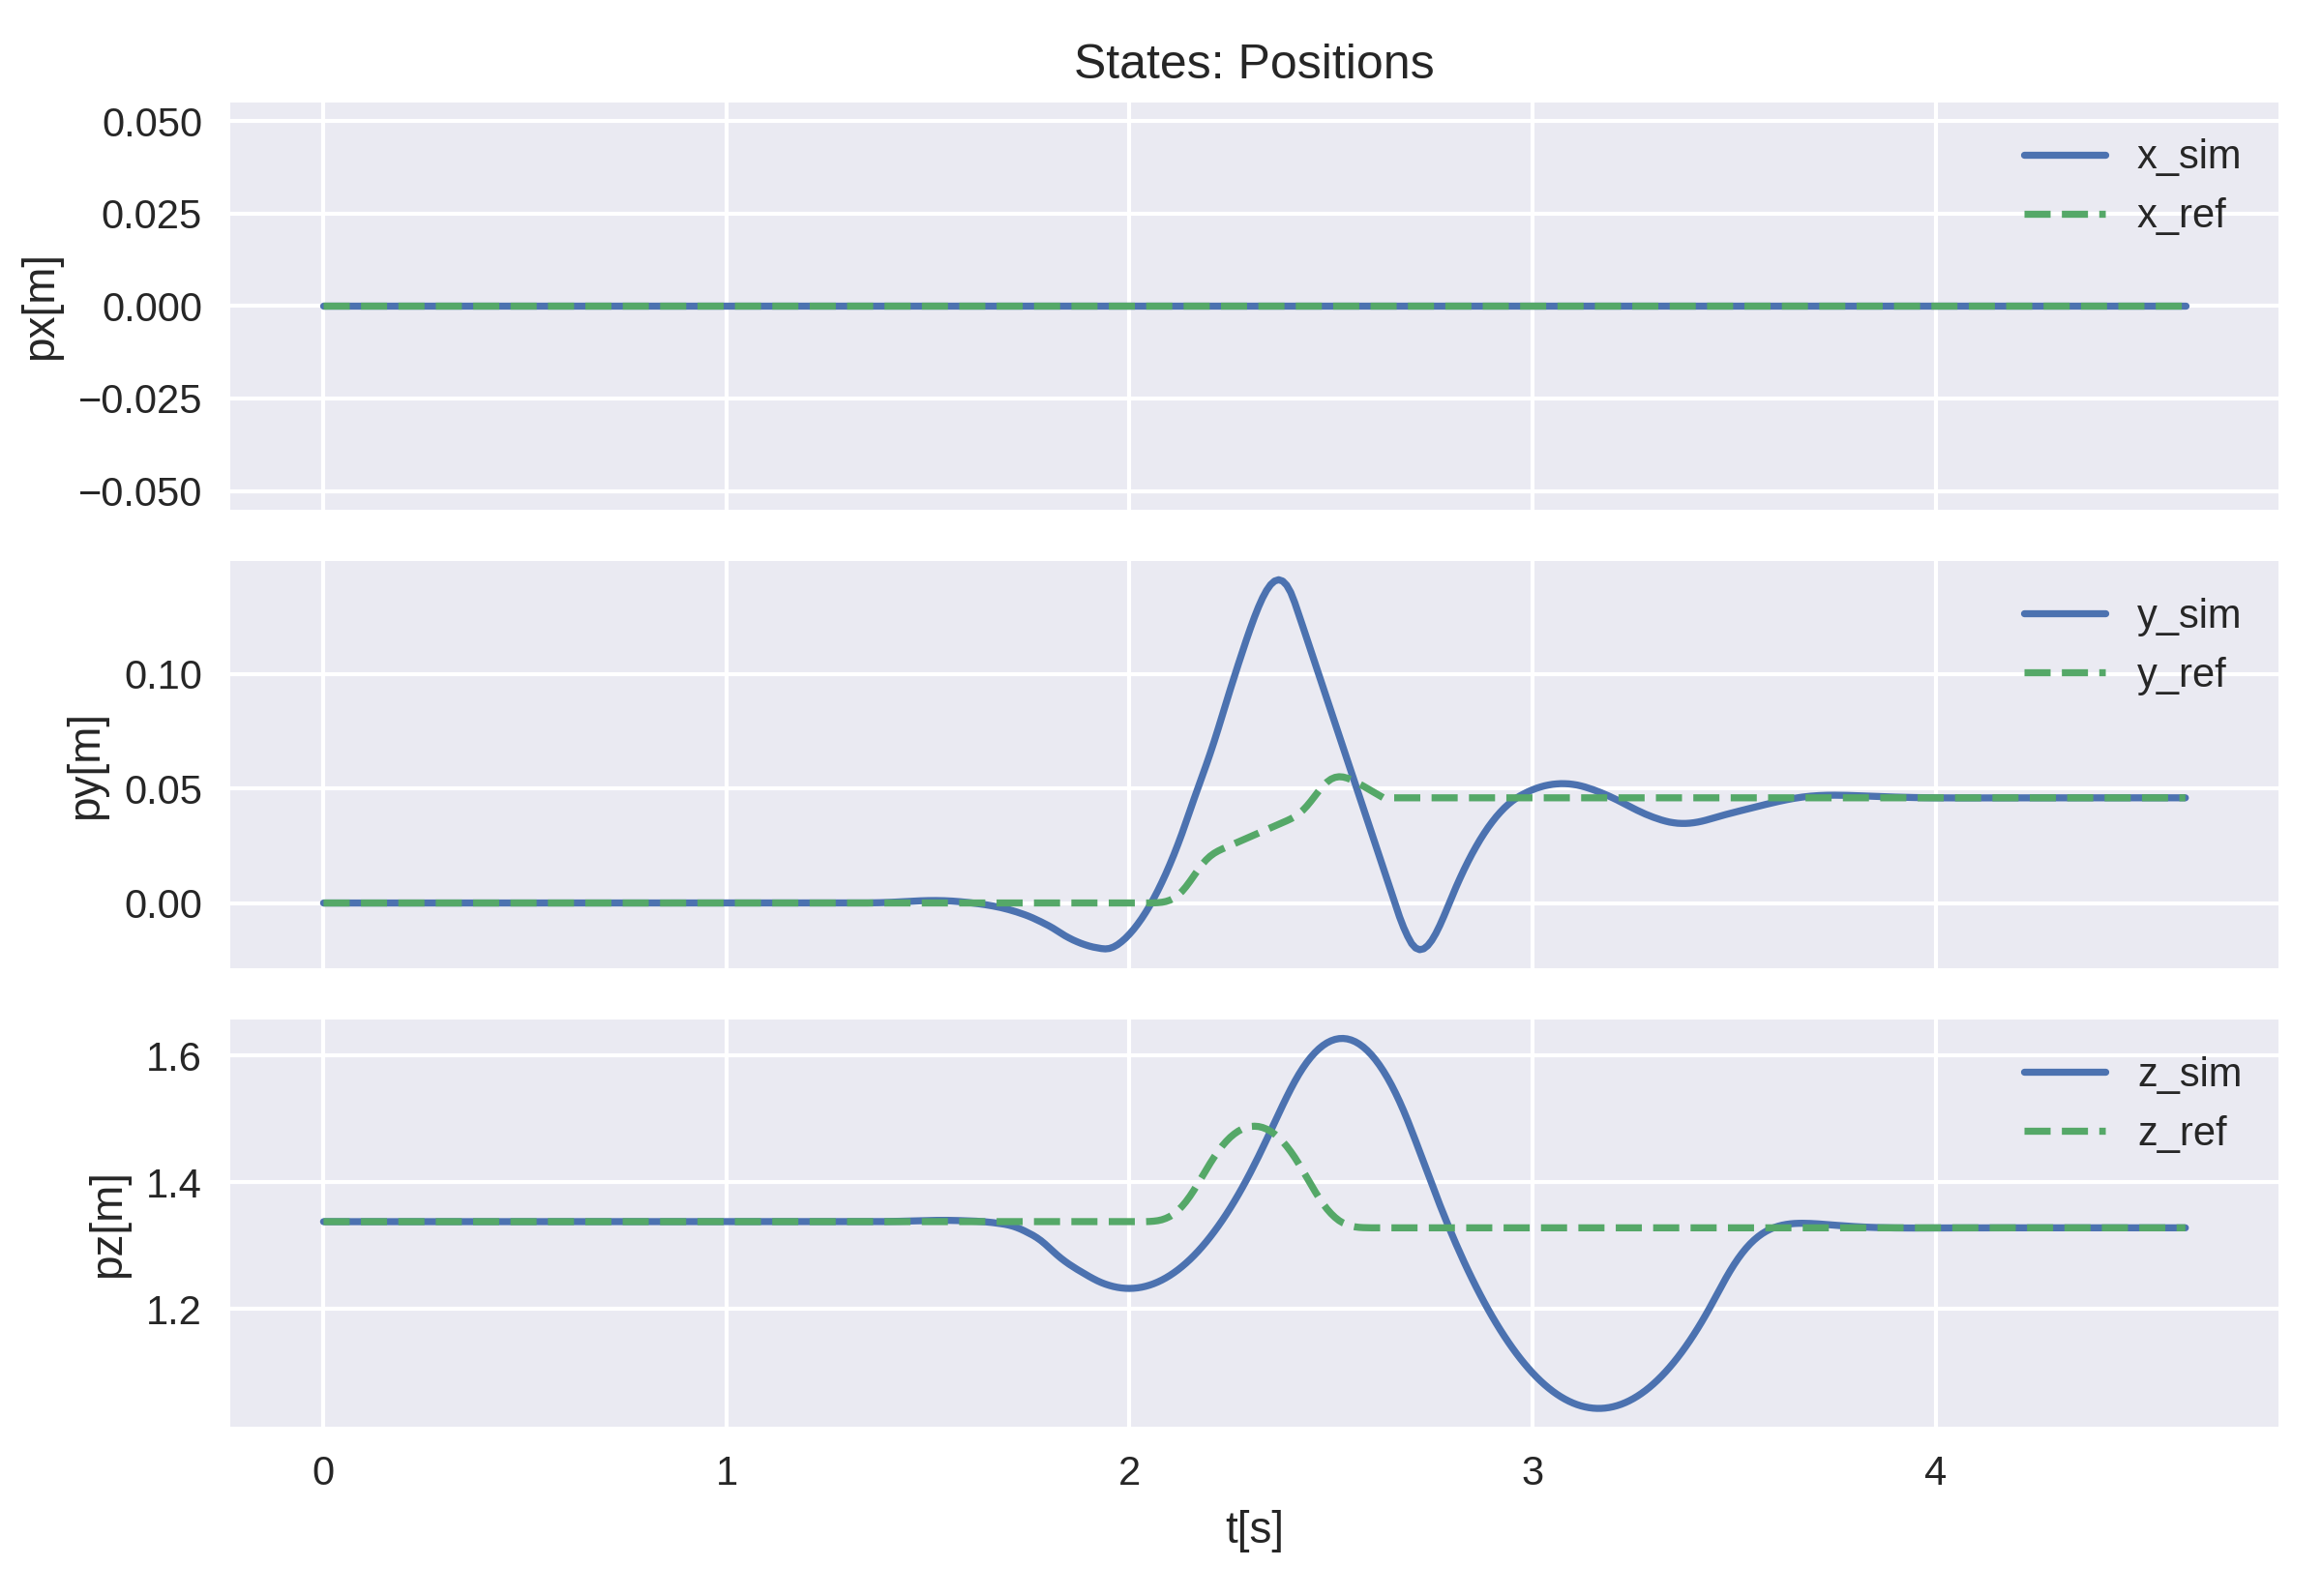 States: Positions
px[m]
0.050
0.025
0.000
−0.025
−0.050
x_sim
x_ref
py[m]
0.10
0.05
0.00
y_sim
y_ref
pz[m]
1.6
1.4
1.2
z_sim
z_ref
0 1 2 3 4
t[s]